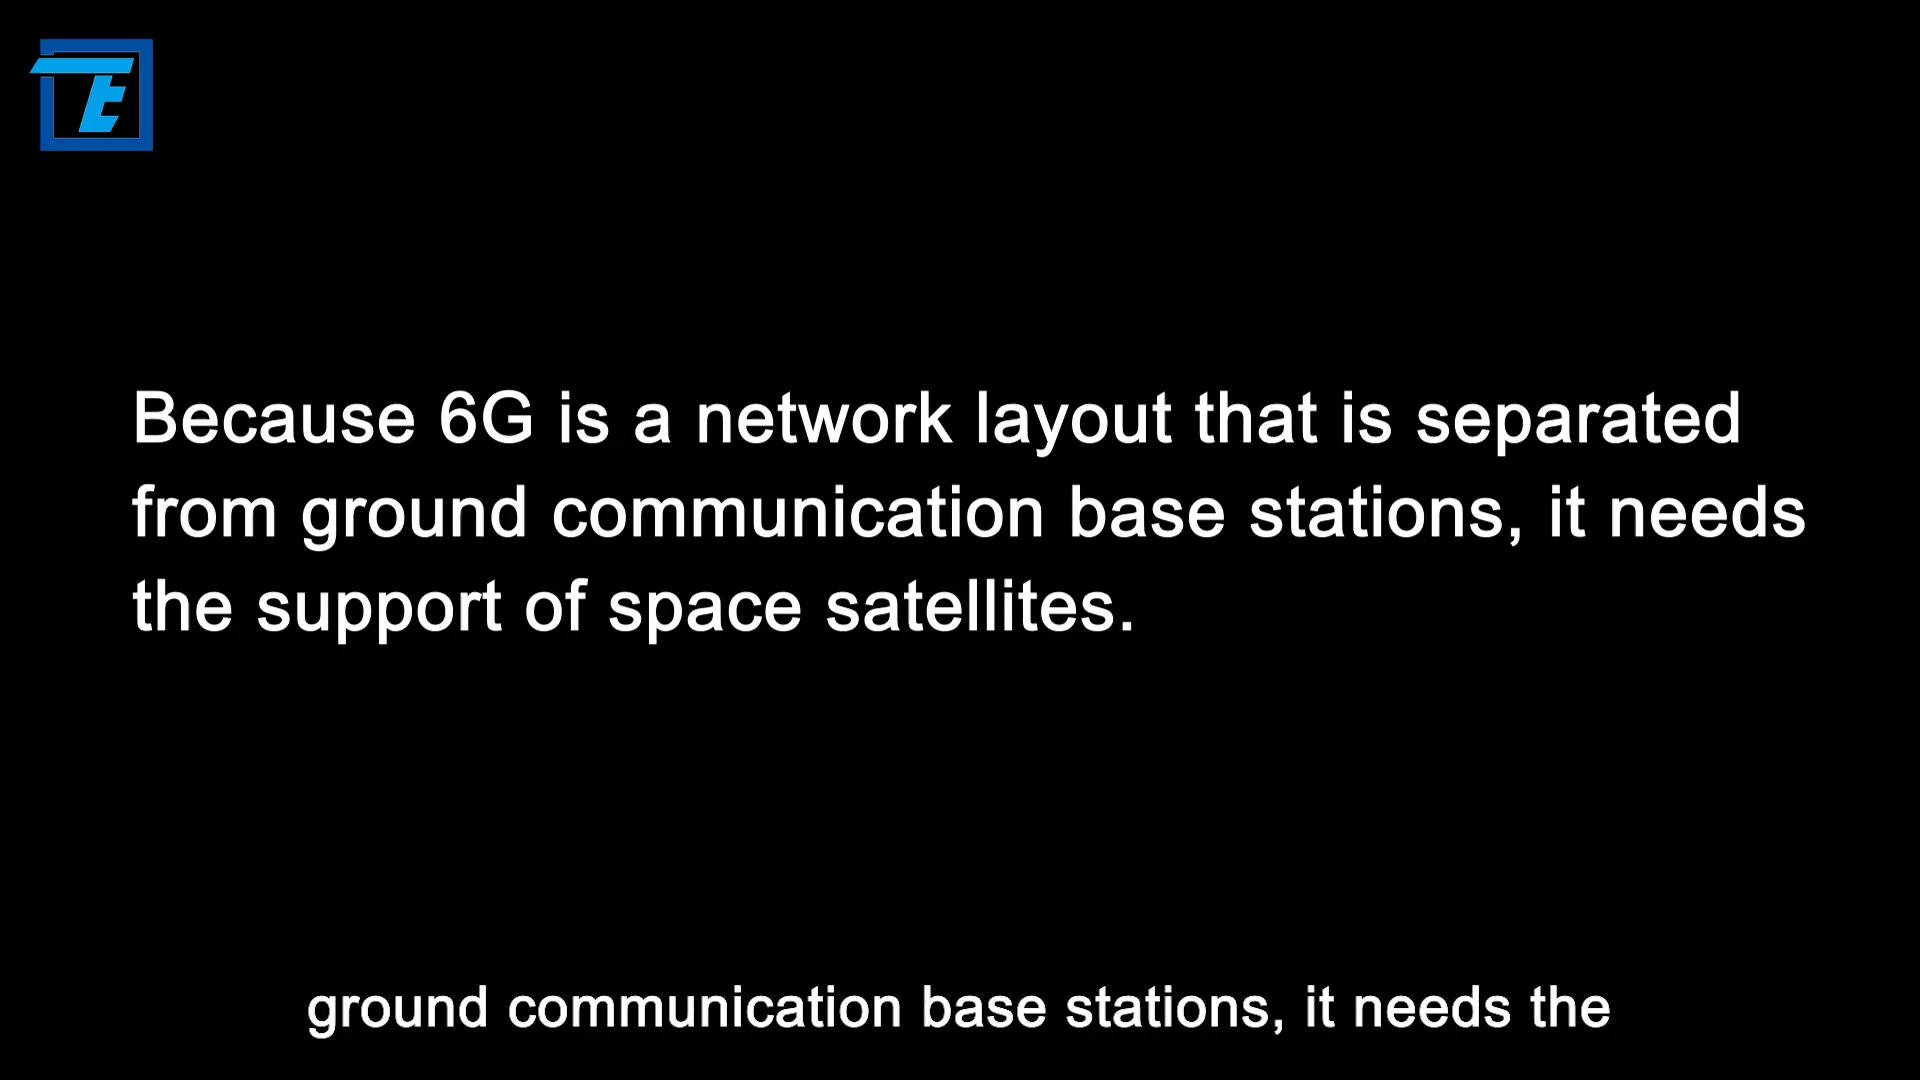 TE
Because 6G is a network layout that is separated
from ground communication base stations, it needs
the support of space satellites.
ground communication base stations, it needs the